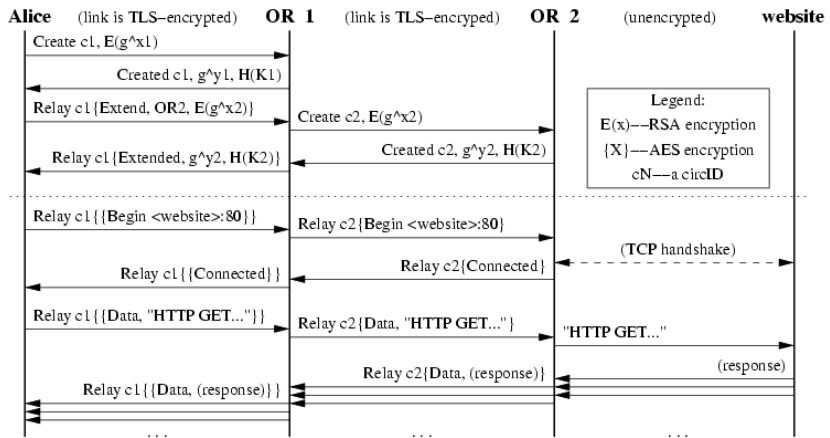 Alice (link is TLS–encrypted) OR 1 (link is TLS–encryped) OR 2 (unencrypted) website
Create c1, E(g^x1)
Created c1, g^y1, H(K1)
Relay c1{Extend, OR2, E(g^x2)}
Create c2, E(g^x2)
Created c2, g^y2, H(K2)
Relay c1{Extended, g^y2, H(K2)}
Legend:
E(x)––RSA encryption
{X}––AES encryption
cN––a circID
Relay c1{{Begin <website>:80}}
Relay c2{Begin <website>:80}
(TCP handshake)
Relay c2{Connected}
Relay c1{{Connected}}
Relay c1{{Data, "HTTP GET..."}}
Relay c2{Data, "HTTP GET..."}
"HTTP GET..."
(response)
Relay c2{Data, (response)}
Relay c1{{Data, (response)}}
... ... ...